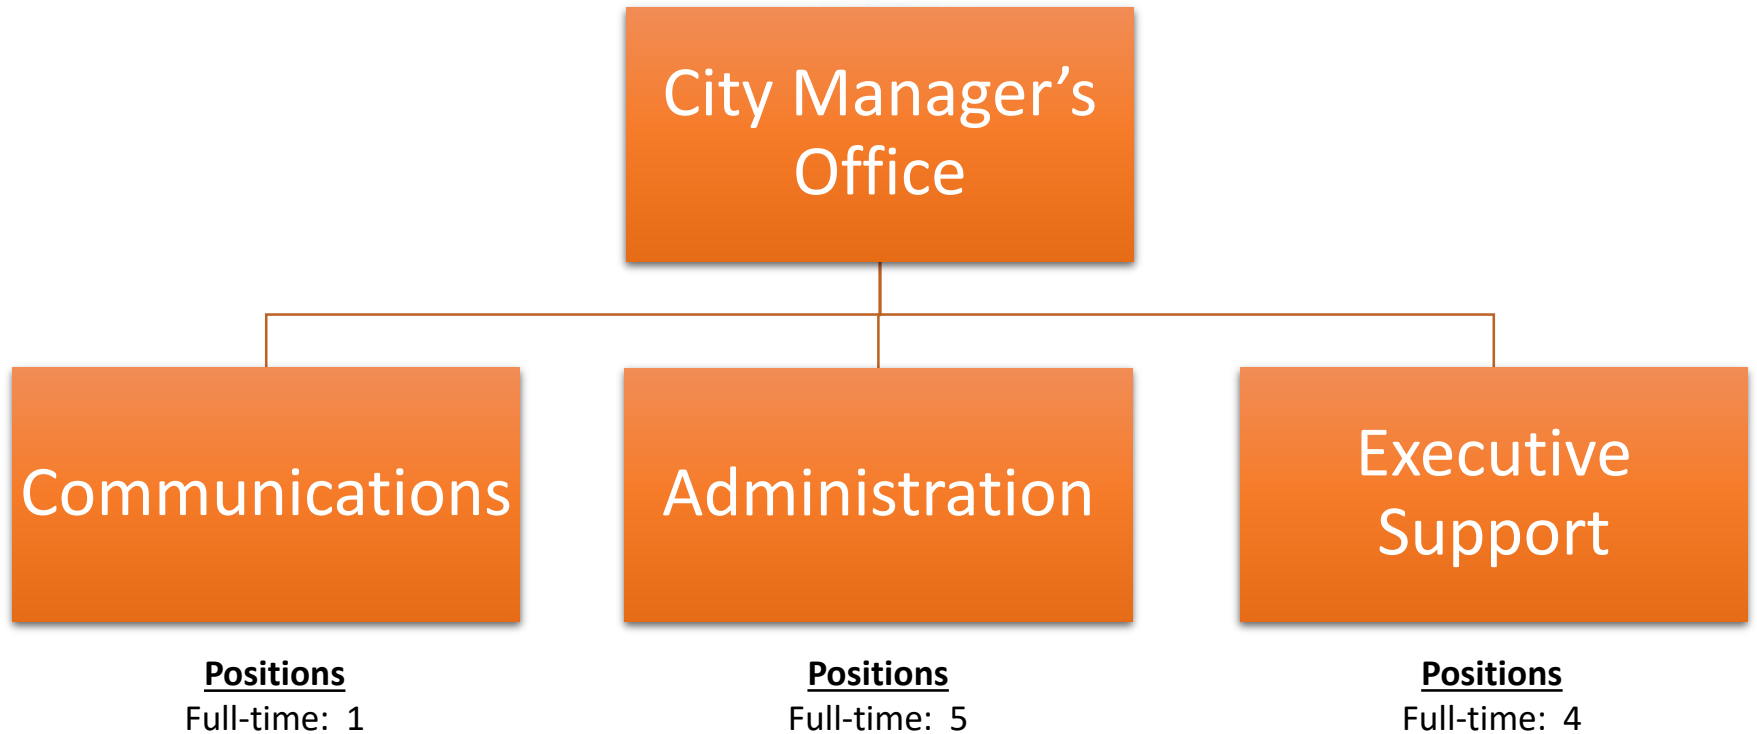 City Manager’s
Office
Communications
Administration
Executive
Support
Positions
Full-time:  1
Positions
Full-time:  5
Positions
Full-time:  4